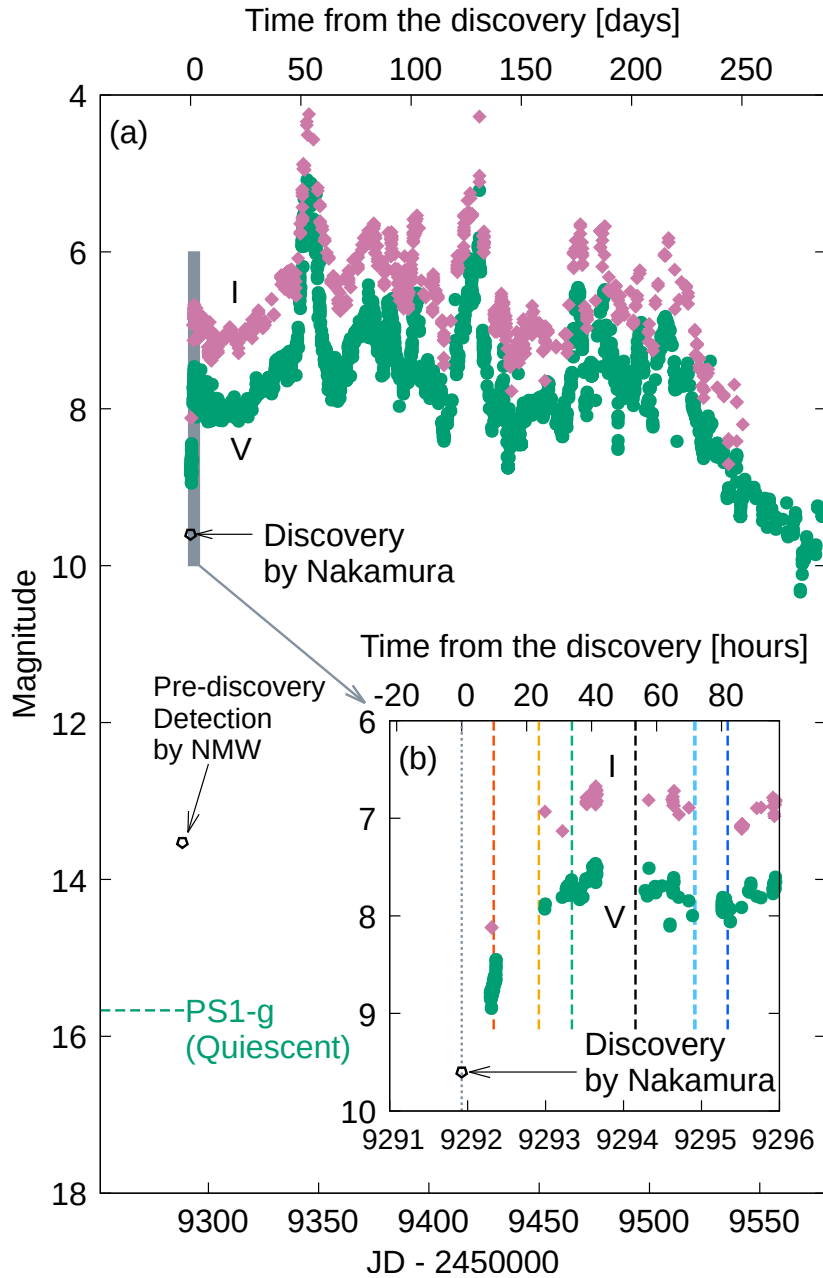 Time from the discovery [days]
0 50 100 150 200 250
4
(a)
6
I
8
V
Discovery
by Nakamura
10
Magnitude
Time from the discovery [hours]
-20 0 20 40 60 80
Pre-discovery
Detection
by NMW
12
6
(b)
I
7
14
8
V
PS1-g
(Quiescent)
9
16
Discovery
by Nakamura
10
9291 9292 9293 9294 9295 9296
18
9300 9350 9400 9450 9500 9550
JD - 2450000